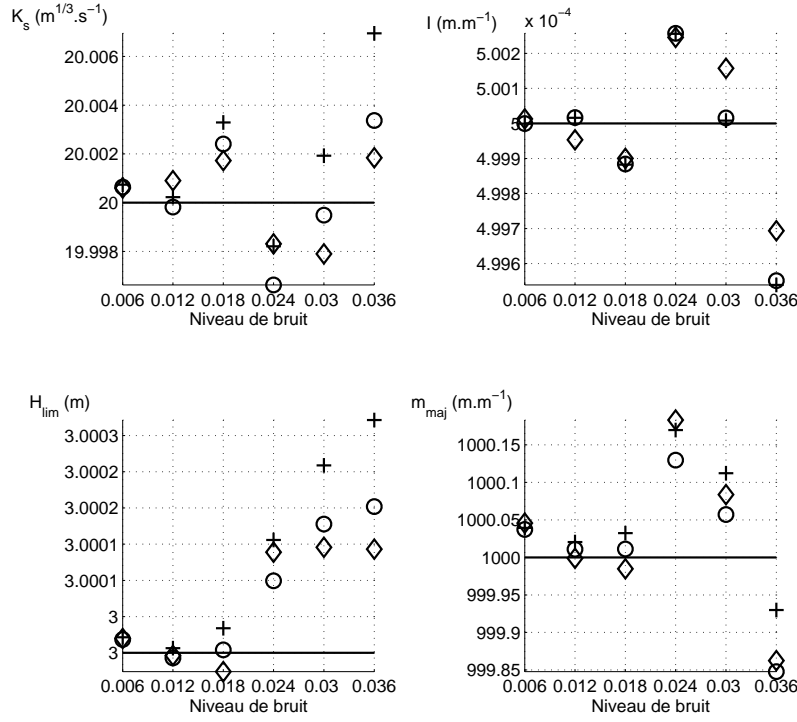 K_s (m^1/3.s^−1)
20.006
20.004
20.002
20
19.998
0.006 0.012 0.018 0.024 0.03 0.036
Niveau de bruit
I (m.m^−1)
x 10^−4
5.002
5.001
5
4.999
4.998
4.997
4.996
0.006 0.012 0.018 0.024 0.03 0.036
Niveau de bruit
H_lim (m)
3.0003
3.0002
3.0002
3.0001
3.0001
3
3
0.006 0.012 0.018 0.024 0.03 0.036
Niveau de bruit
m_maj (m.m^−1)
1000.15
1000.1
1000.05
1000
999.95
999.9
999.85
0.006 0.012 0.018 0.024 0.03 0.036
Niveau de bruit